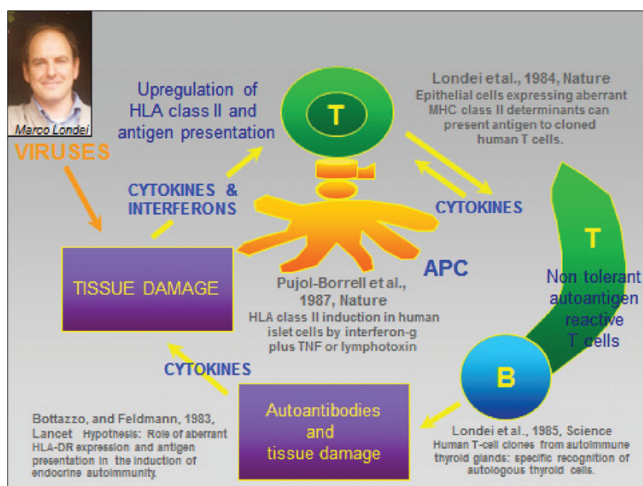 Marco Londei
VIRUSES
Upregulation of
HLA class II and
antigen presentation
T
Londei et al., 1984, Nature
Epithelial cells expressing aberrant
MHC class II determinants can
present antigen to cloned
human T cells.
CYTOKINES &
INTERFERONS
CYTOKINES
T
TISSUE DAMAGE
APC
Non tolerant
autoantigen
reactive
T cells
Pujol-Borrell et al.,
1987, Nature
HLA class II induction in human
islet cells by interferon-g
plus TNF or lymphotoxin
CYTOKINES
B
Autoantibodies
and
tissue damage
Bottazzo, and Feldmann, 1983,
Lancet Hypothesis: Role of aberrant
HLA-DR expression and antigen
presentation in the induction of
endocrine autoimmunity.
Londei et al., 1985, Science
Human T-cell clones from autoimmune
thyroid glands: specific recognition of
autologous thyroid cells.